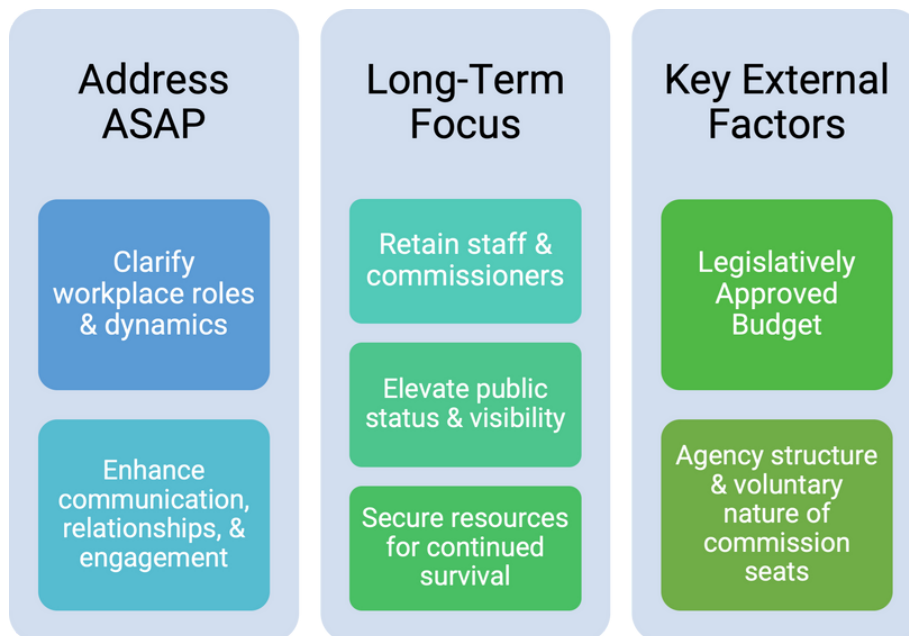 Address
ASAP
Clarify
workplace roles
& dynamics
Enhance
communication,
relationships, &
engagement
Long-Term
Focus
Retain staff &
commissioners
Elevate public
status & visibility
Secure resources
for continued
survival
Key External
Factors
Legislatively
Approved
Budget
Agency structure
& voluntary
nature of
commission
seats